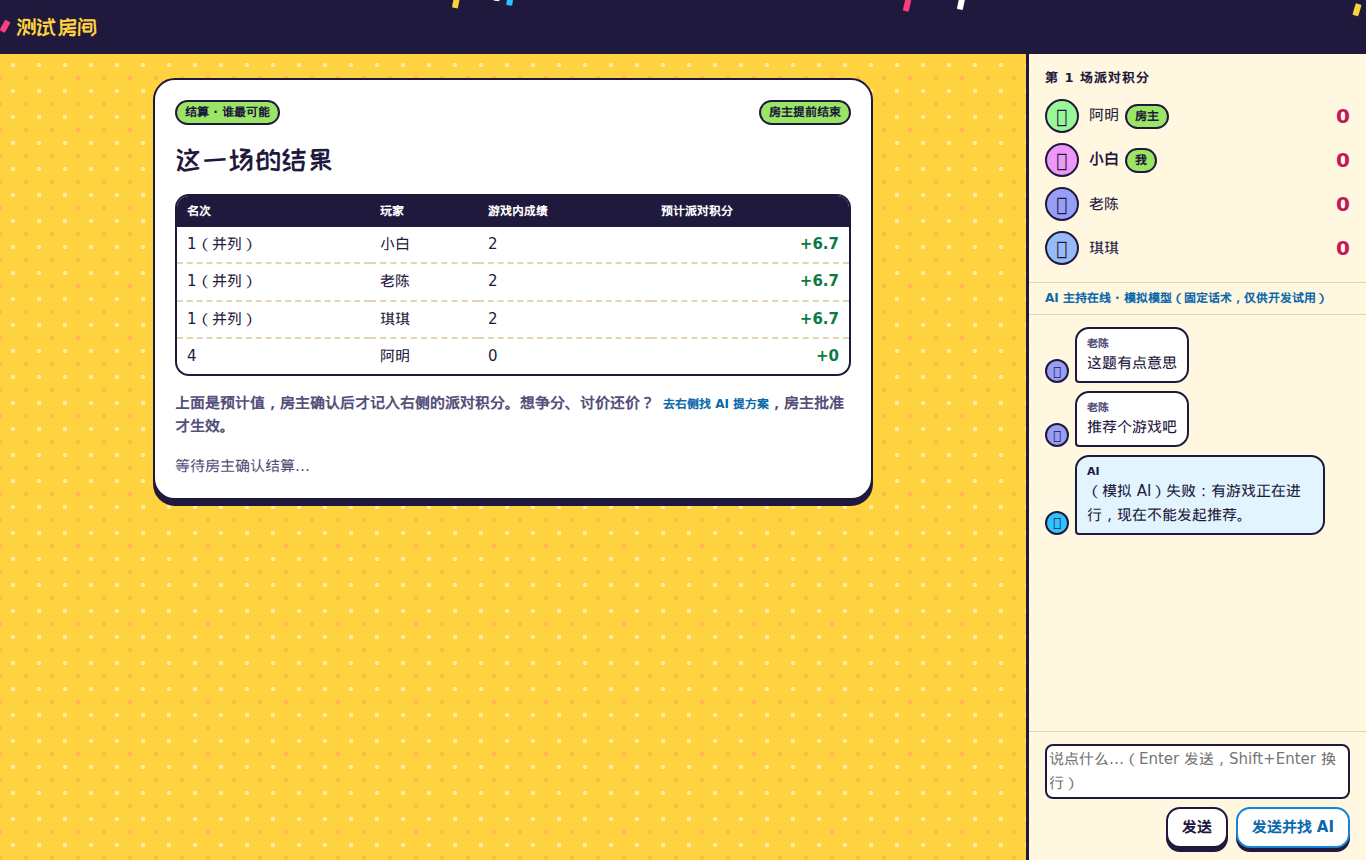 测试房间
结算 · 谁最可能
房主提前结束
这一场的结果
名次 玩家 游戏内成绩 预计派对积分
1（并列） 小白 2 +6.7
1（并列） 老陈 2 +6.7
1（并列） 琪琪 2 +6.7
4 阿明 0 +0
上面是预计值，房主确认后才记入右侧的派对积分。想争分、讨价还价？ 去右侧找 AI 提方案，房主批准
才生效。
等待房主确认结算…
第 1 场派对积分
阿明 房主 0
小白 我 0
老陈 0
琪琪 0
AI 主持在线 · 模拟模型（固定话术，仅供开发试用）
老陈
这题有点意思
老陈
推荐个游戏吧
AI
（模拟 AI）失败：有游戏正在进
行，现在不能发起推荐。
说点什么…（Enter 发送，Shift+Enter 换
行）
发送
发送并找 AI